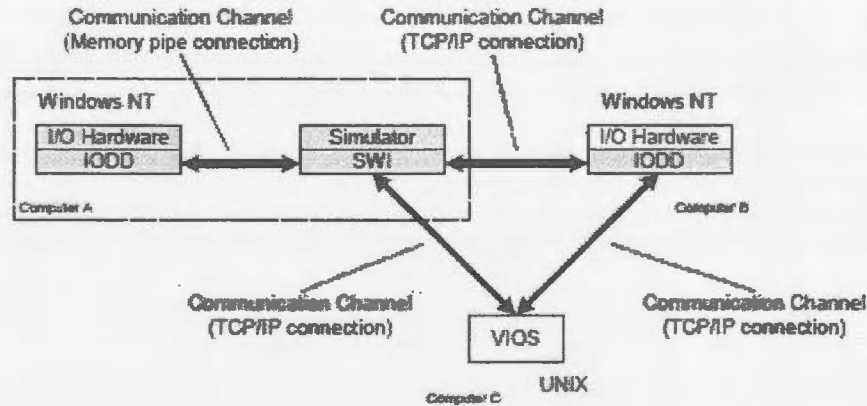 Communication Channel
(Memory pipe connection)
Communication Channel
(TCP/IP connection)
Windows NT
I/O Hardware
IODD
Simulator
SWI
Windows NT
I/O Hardware
IODD
Computer A
Computer B
Communication Channel
(TCP/IP connection)
Communication Channel
(TCP/IP connection)
VIOS
UNIX
Computer C